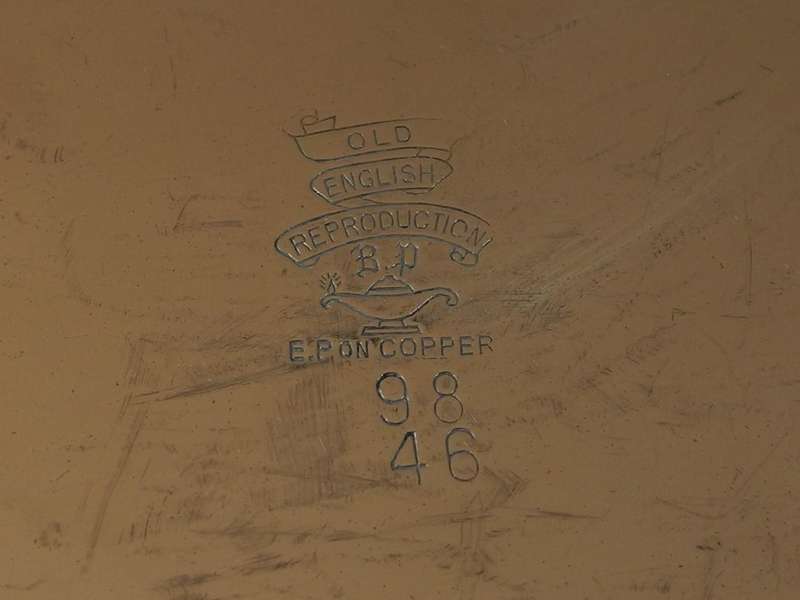 OLD
ENGLISH
REPRODUCTION
B.P
E.P ON COPPER
98
46